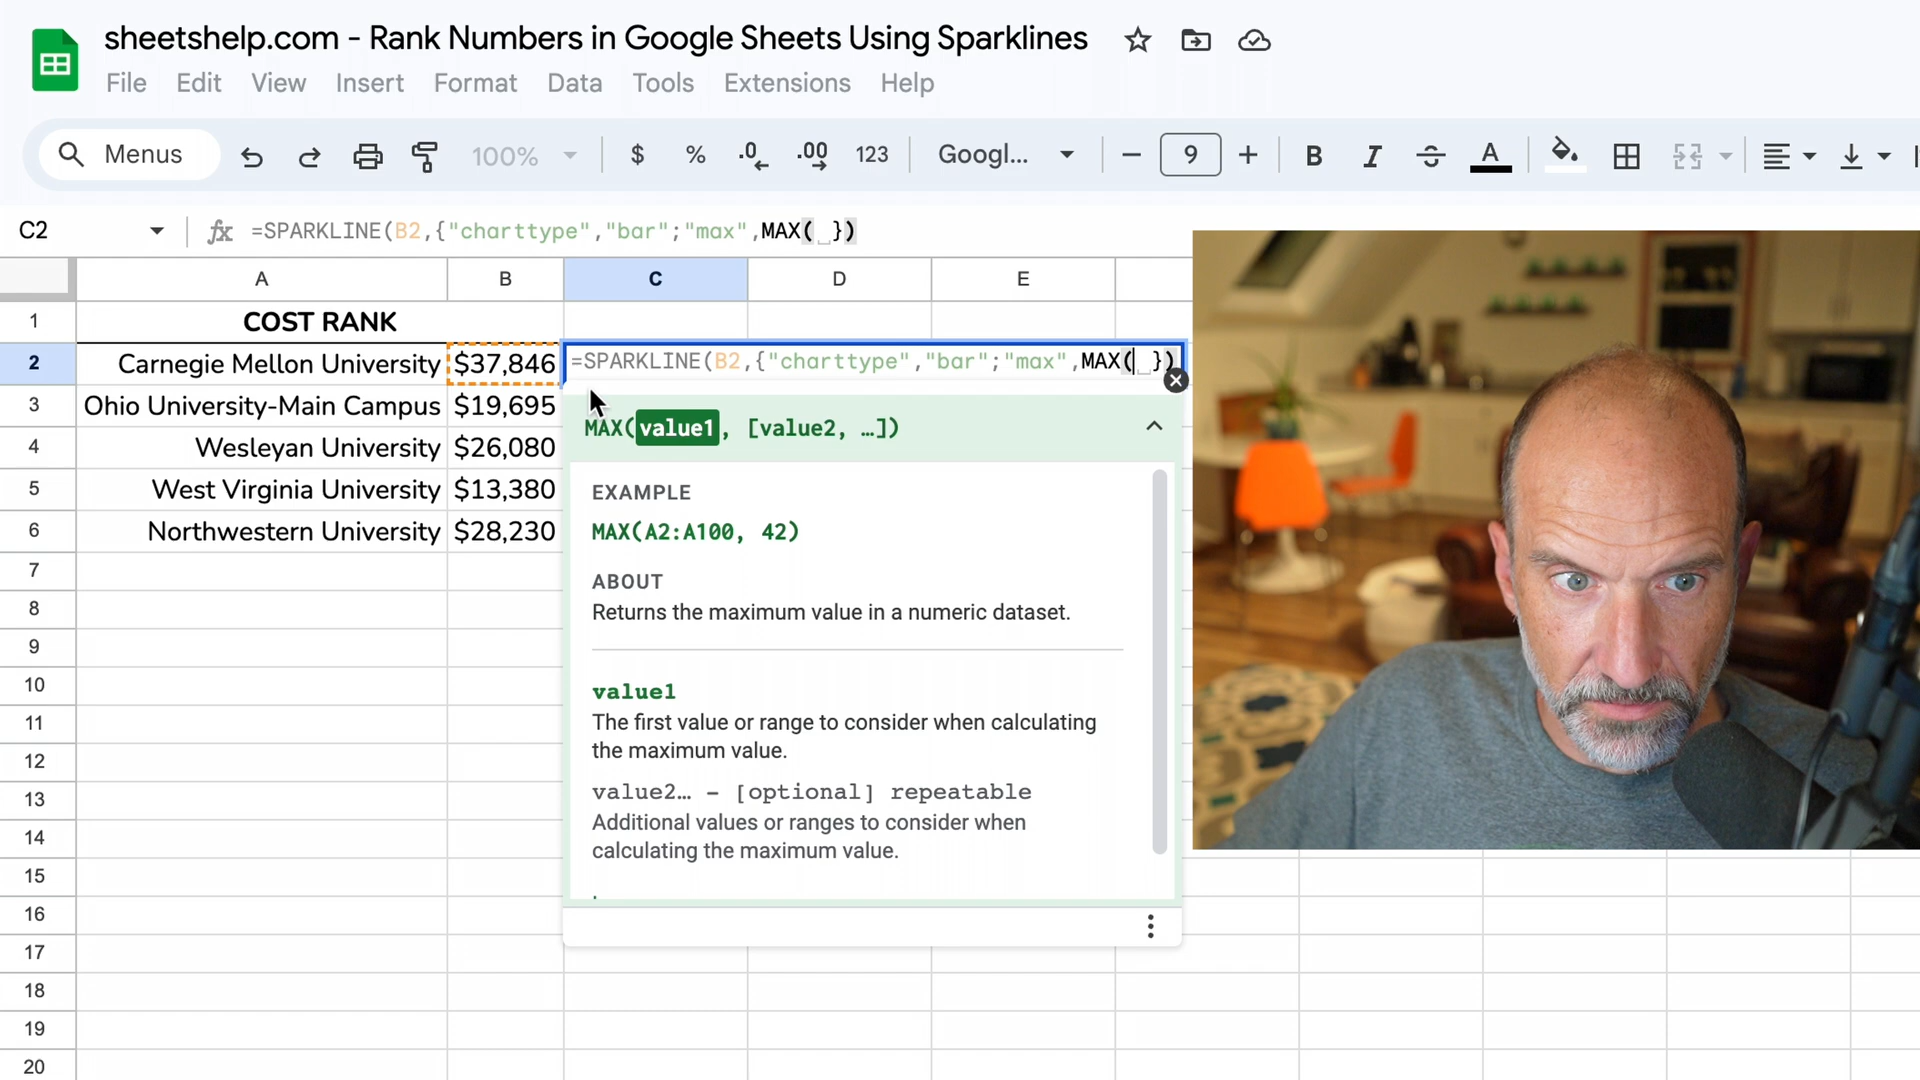 sheetshelp.com - Rank Numbers in Google Sheets Using Sparklines
File Edit View Insert Format Data Tools Extensions Help
Menus 100% $ % .0 .00 123 Googl... 9 B I S A
C2 fx =SPARKLINE(B2,{"charttype","bar";"max",MAX( })
A B C D E
1 COST RANK
2 Carnegie Mellon University $37,846 =SPARKLINE(B2,{"charttype","bar";"max",MAX( })
3 Ohio University-Main Campus $19,695
MAX(value1, [value2, …])
4 Wesleyan University $26,080
5 West Virginia University $13,380
EXAMPLE
6 Northwestern University $28,230
MAX(A2:A100, 42)
7
ABOUT
8 Returns the maximum value in a numeric dataset.
9
10 value1
11 The first value or range to consider when calculating
12 the maximum value.
13 value2… - [optional] repeatable
14 Additional values or ranges to consider when
calculating the maximum value.
15
16
17
18
19
20